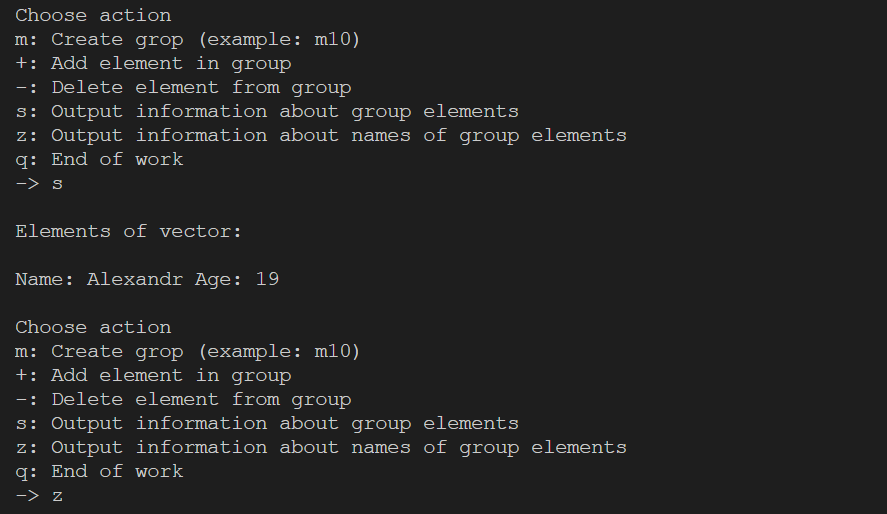 Choose action
m: Create grop (example: m10)
+: Add element in group
-: Delete element from group
s: Output information about group elements
z: Output information about names of group elements
q: End of work
-> s
Elements of vector:
Name: Alexandr Age: 19
Choose action
m: Create grop (example: m10)
+: Add element in group
-: Delete element from group
s: Output information about group elements
z: Output information about names of group elements
q: End of work
-> z